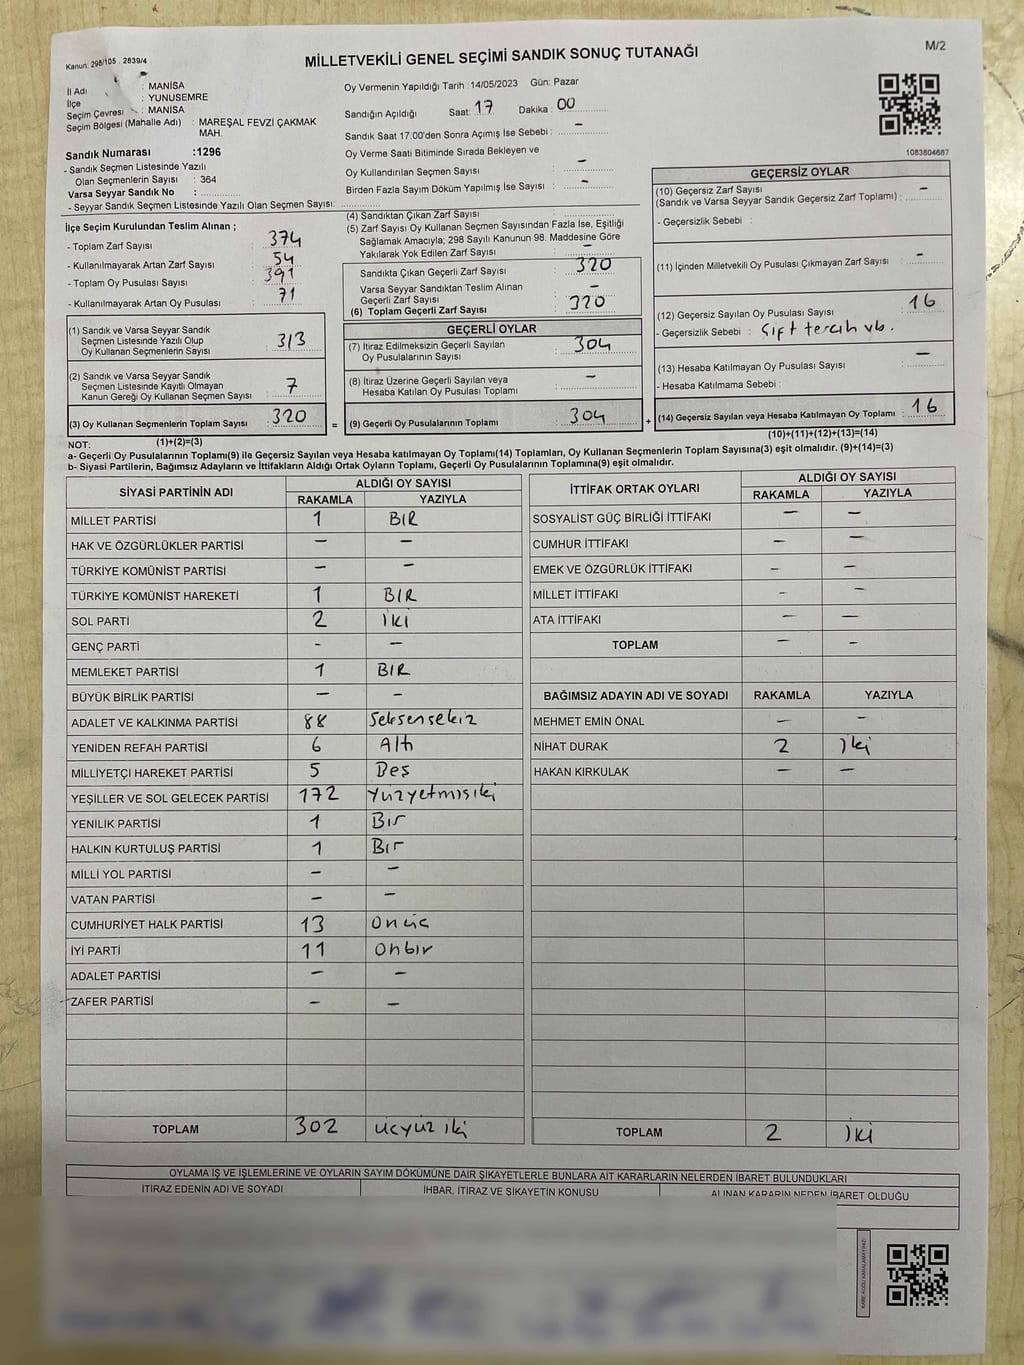 MİLLETVEKİLİ GENEL SEÇİMİ SANDIK SONUÇ TUTANAĞI
M/2
Kanun: 298/105 . 2839/4
İl Adı : MANİSA
İlçe : YUNUSEMRE
Seçim Çevresi : MANİSA
Seçim Bölgesi (Mahalle Adı) : MAREŞAL FEVZİ ÇAKMAK MAH.
Sandık Numarası :1296
- Sandık Seçmen Listesinde Yazılı
Olan Seçmenlerin Sayısı : 364
Varsa Seyyar Sandık No :
- Seyyar Sandık Seçmen Listesinde Yazılı Olan Seçmen Sayısı:
Oy Vermenin Yapıldığı Tarih :14/05/2023 Gün: Pazar
Sandığın Açıldığı Saat: 17 Dakika : 00
Sandık Saat 17:00'den Sonra Açımış İse Sebebi : -
Oy Verme Saati Bitiminde Sırada Bekleyen ve
Oy Kullandırılan Seçmen Sayısı : -
Birden Fazla Sayım Döküm Yapılmış İse Sayısı : -
1083804687
İlçe Seçim Kurulundan Teslim Alınan ;
- Toplam Zarf Sayısı : 374
- Kullanılmayarak Artan Zarf Sayısı : 54
- Toplam Oy Pusulası Sayısı : 391
- Kullanılmayarak Artan Oy Pusulası : 71
(1) Sandık ve Varsa Seyyar Sandık
Seçmen Listesinde Yazılı Olup
Oy Kullanan Seçmenlerin Sayısı : 313
(2) Sandık ve Varsa Seyyar Sandık
Seçmen Listesinde Kayıtlı Olmayan
Kanun Gereği Oy Kullanan Seçmen Sayısı : 7
(3) Oy Kullanan Seçmenlerin Toplam Sayısı : 320
(4) Sandıktan Çıkan Zarf Sayısı :
(5) Zarf Sayısı Oy Kullanan Seçmen Sayısından Fazla İse, Eşitliği
Sağlamak Amacıyla; 298 Sayılı Kanunun 98. Maddesine Göre
Yakılarak Yok Edilen Zarf Sayısı : -
Sandıkta Çıkan Geçerli Zarf Sayısı : 320
Varsa Seyyar Sandıktan Teslim Alınan
Geçerli Zarf Sayısı : -
(6) Toplam Geçerli Zarf Sayısı : 320
GEÇERLİ OYLAR
(7) İtiraz Edilmeksizin Geçerli Sayılan
Oy Pusulalarının Sayısı : 304
(8) İtiraz Üzerine Geçerli Sayılan veya
Hesaba Katılan Oy Pusulası Toplamı : -
= (9) Geçerli Oy Pusulalarının Toplamı : 304 +
GEÇERSİZ OYLAR
(10) Geçersiz Zarf Sayısı
(Sandık ve Varsa Seyyar Sandık Geçersiz Zarf Toplamı) : -
- Geçersizlik Sebebi :
(11) İçinden Milletvekili Oy Pusulası Çıkmayan Zarf Sayısı : -
(12) Geçersiz Sayılan Oy Pusulası Sayısı : 16
- Geçersizlik Sebebi : Çift tercih vb.
(13) Hesaba Katılmayan Oy Pusulası Sayısı : -
- Hesaba Katılmama Sebebi :
(14) Geçersiz Sayılan veya Hesaba Katılmayan Oy Toplamı : 16
NOT: (1)+(2)=(3)
(10)+(11)+(12)+(13)=(14)
a- Geçerli Oy Pusulalarının Toplamı(9) ile Geçersiz Sayılan veya Hesaba katılmayan Oy Toplamı(14) Toplamları, Oy Kullanan Seçmenlerin Toplam Sayısına(3) eşit olmalıdır. (9)+(14)=(3)
b- Siyasi Partilerin, Bağımsız Adayların ve İttifakların Aldığı Ortak Oyların Toplamı, Geçerli Oy Pusulalarının Toplamına(9) eşit olmalıdır.
SİYASİ PARTİNİN ADI ALDIĞI OY SAYISI
RAKAMLA YAZIYLA
MİLLET PARTİSİ 1 BIR
HAK VE ÖZGÜRLÜKLER PARTİSİ - -
TÜRKİYE KOMÜNİST PARTİSİ - -
TÜRKİYE KOMÜNİST HAREKETİ 1 BIR
SOL PARTİ 2 İki
GENÇ PARTİ - -
MEMLEKET PARTİSİ 1 BIR
BÜYÜK BİRLİK PARTİSİ - -
ADALET VE KALKINMA PARTİSİ 88 Seksensekiz
YENİDEN REFAH PARTİSİ 6 Altı
MİLLİYETÇİ HAREKET PARTİSİ 5 Beş
YEŞİLLER VE SOL GELECEK PARTİSİ 172 Yüzyetmişiki
YENİLİK PARTİSİ 1 Bir
HALKIN KURTULUŞ PARTİSİ 1 Bir
MİLLİ YOL PARTİSİ - -
VATAN PARTİSİ - -
CUMHURİYET HALK PARTİSİ 13 Onüç
İYİ PARTİ 11 Onbir
ADALET PARTİSİ - -
ZAFER PARTİSİ - -
TOPLAM 302 üçyüz iki
İTTİFAK ORTAK OYLARI ALDIĞI OY SAYISI
RAKAMLA YAZIYLA
SOSYALİST GÜÇ BİRLİĞİ İTTİFAKI - -
CUMHUR İTTİFAKI - -
EMEK VE ÖZGÜRLÜK İTTİFAKI - -
MİLLET İTTİFAKI - -
ATA İTTİFAKI - -
TOPLAM - -
BAĞIMSIZ ADAYIN ADI VE SOYADI RAKAMLA YAZIYLA
MEHMET EMİN ÖNAL - -
NİHAT DURAK 2 İki
HAKAN KIRKULAK - -
TOPLAM 2 İki
OYLAMA İŞ VE İŞLEMLERİNE VE OYLARIN SAYIM DÖKÜMÜNE DAİR ŞİKAYETLERLE BUNLARA AİT KARARLARIN NELERDEN İBARET BULUNDUKLARI
İTİRAZ EDENİN ADI VE SOYADI İHBAR, İTİRAZ VE ŞİKAYETİN KONUSU ALINAN KARARIN NEDEN İBARET OLDUĞU
KARE KODU KARALAMAYINIZ!